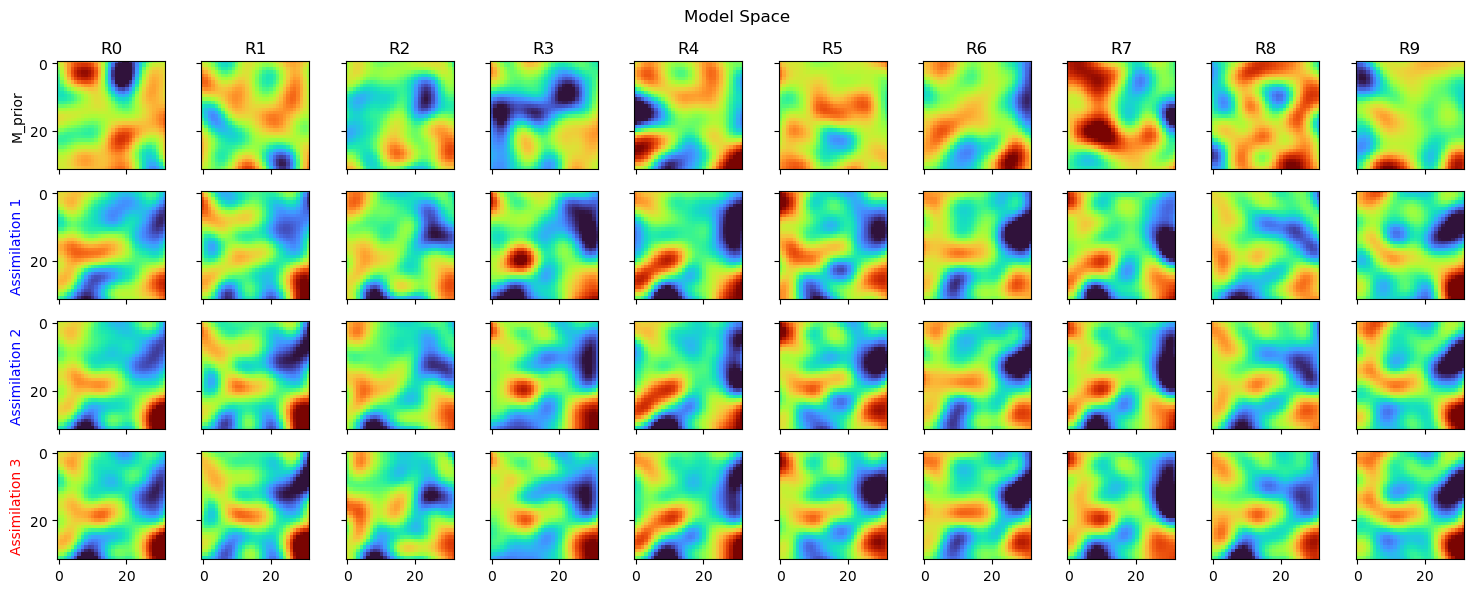 Model Space
R0 R1 R2 R3 R4 R5 R6 R7 R8 R9
M_prior
0
20
Assimilation 1
0
20
Assimilation 2
0
20
Assimilation 3
0
20
0 20 0 20 0 20 0 20 0 20 0 20 0 20 0 20 0 20 0 20